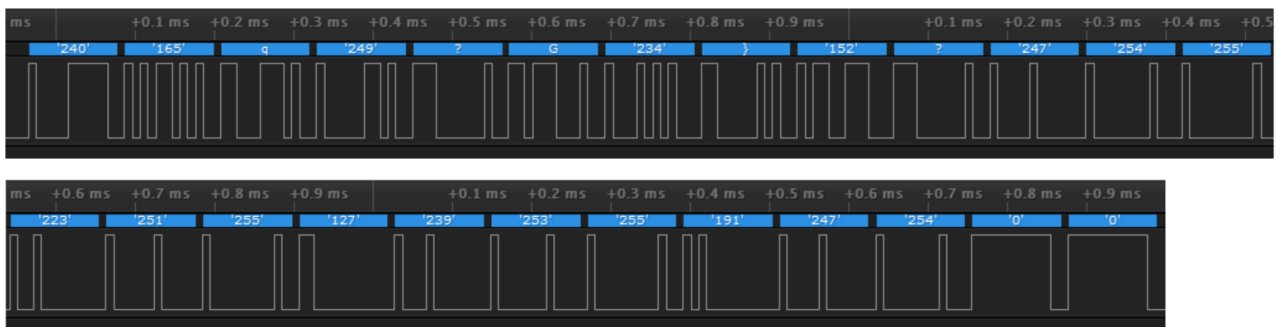 ms +0.1 ms +0.2 ms +0.3 ms +0.4 ms +0.5 ms +0.6 ms +0.7 ms +0.8 ms +0.9 ms +0.1 ms +0.2 ms +0.3 ms +0.4 ms +0.5
'240' '165' q '249' ? G '234' } '152' ? '247' '254' '255'
ms +0.6 ms +0.7 ms +0.8 ms +0.9 ms +0.1 ms +0.2 ms +0.3 ms +0.4 ms +0.5 ms +0.6 ms +0.7 ms +0.8 ms +0.9 ms
'223' '251' '255' '127' '239' '253' '255' '191' '247' '254' '0' '0'